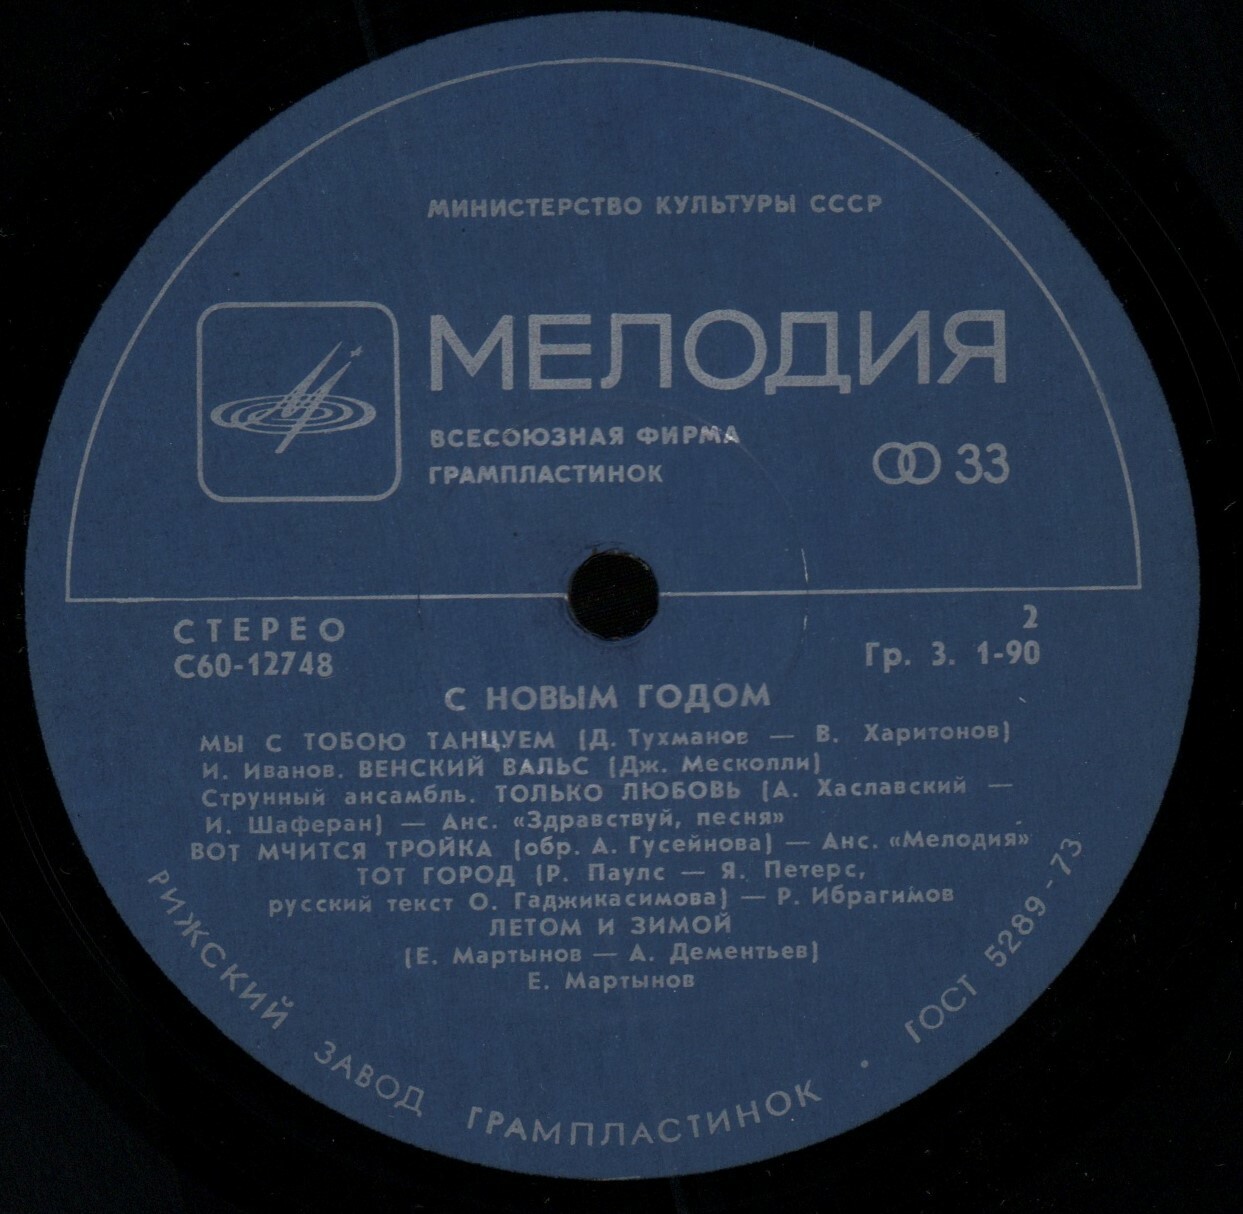 МИНИСТЕРСТВО КУЛЬТУРЫ СССР
МЕЛОДИЯ
ВСЕСОЮЗНАЯ ФИРМА
ГРАМПЛАСТИНОК
33
СТЕРЕО
2
С60-12748
Гр. 3. 1-90
С НОВЫМ ГОДОМ
МЫ С ТОБОЮ ТАНЦУЕМ (Д. Тухманов — В. Харитонов)
И. Иванов. ВЕНСКИЙ ВАЛЬС (Дж. Месколли)
Струнный ансамбль. ТОЛЬКО ЛЮБОВЬ (А. Хаславский —
И. Шаферан) — Анс. «Здравствуй, песня»
ВОТ МЧИТСЯ ТРОЙКА (обр. А. Гусейнова) — Анс. «Мелодия»
ТОТ ГОРОД (Р. Паулс — Я. Петерс,
русский текст О. Гаджикасимова) — Р. Ибрагимов
ЛЕТОМ И ЗИМОЙ
(Е. Мартынов — А. Дементьев)
Е. Мартынов
РИЖСКИЙ ЗАВОД ГРАМПЛАСТИНОК · ГОСТ 5289-73